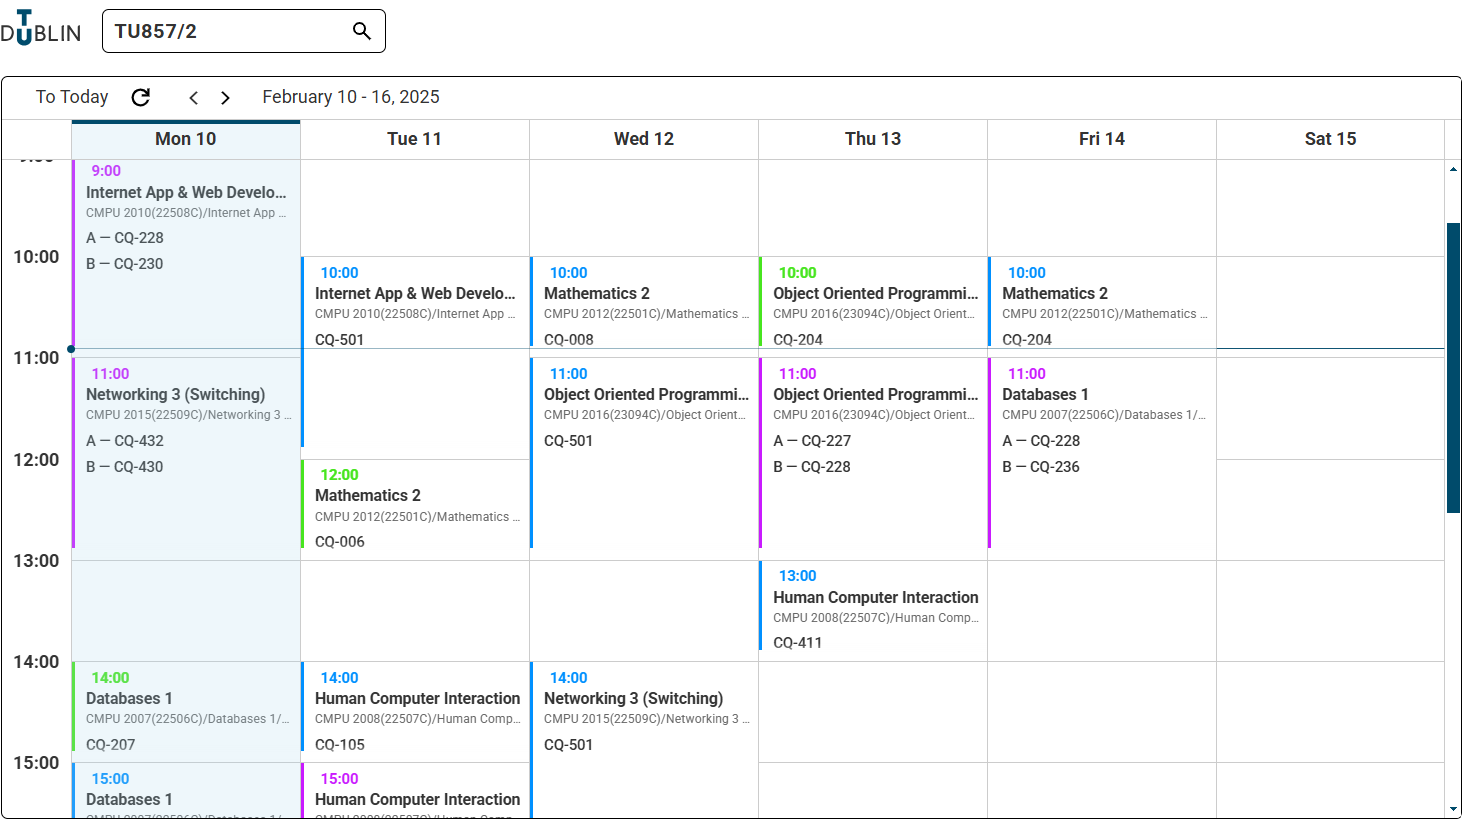 TU DUBLIN
TU857/2
To Today
February 10 - 16, 2025
Mon 10
Tue 11
Wed 12
Thu 13
Fri 14
Sat 15
9:00
Internet App & Web Develo...
CMPU 2010(22508C)/Internet App ...
A — CQ-228
B — CQ-230
10:00
10:00
Internet App & Web Develo...
CMPU 2010(22508C)/Internet App ...
CQ-501
10:00
Mathematics 2
CMPU 2012(22501C)/Mathematics ...
CQ-008
10:00
Object Oriented Programmi...
CMPU 2016(23094C)/Object Orient...
CQ-204
10:00
Mathematics 2
CMPU 2012(22501C)/Mathematics ...
CQ-204
11:00
11:00
Networking 3 (Switching)
CMPU 2015(22509C)/Networking 3 ...
A — CQ-432
B — CQ-430
11:00
Object Oriented Programmi...
CMPU 2016(23094C)/Object Orient...
CQ-501
11:00
Object Oriented Programmi...
CMPU 2016(23094C)/Object Orient...
A — CQ-227
B — CQ-228
11:00
Databases 1
CMPU 2007(22506C)/Databases 1/...
A — CQ-228
B — CQ-236
12:00
12:00
Mathematics 2
CMPU 2012(22501C)/Mathematics ...
CQ-006
13:00
13:00
Human Computer Interaction
CMPU 2008(22507C)/Human Comp...
CQ-411
14:00
14:00
Databases 1
CMPU 2007(22506C)/Databases 1/...
CQ-207
14:00
Human Computer Interaction
CMPU 2008(22507C)/Human Comp...
CQ-105
14:00
Networking 3 (Switching)
CMPU 2015(22509C)/Networking 3 ...
CQ-501
15:00
15:00
Databases 1
15:00
Human Computer Interaction